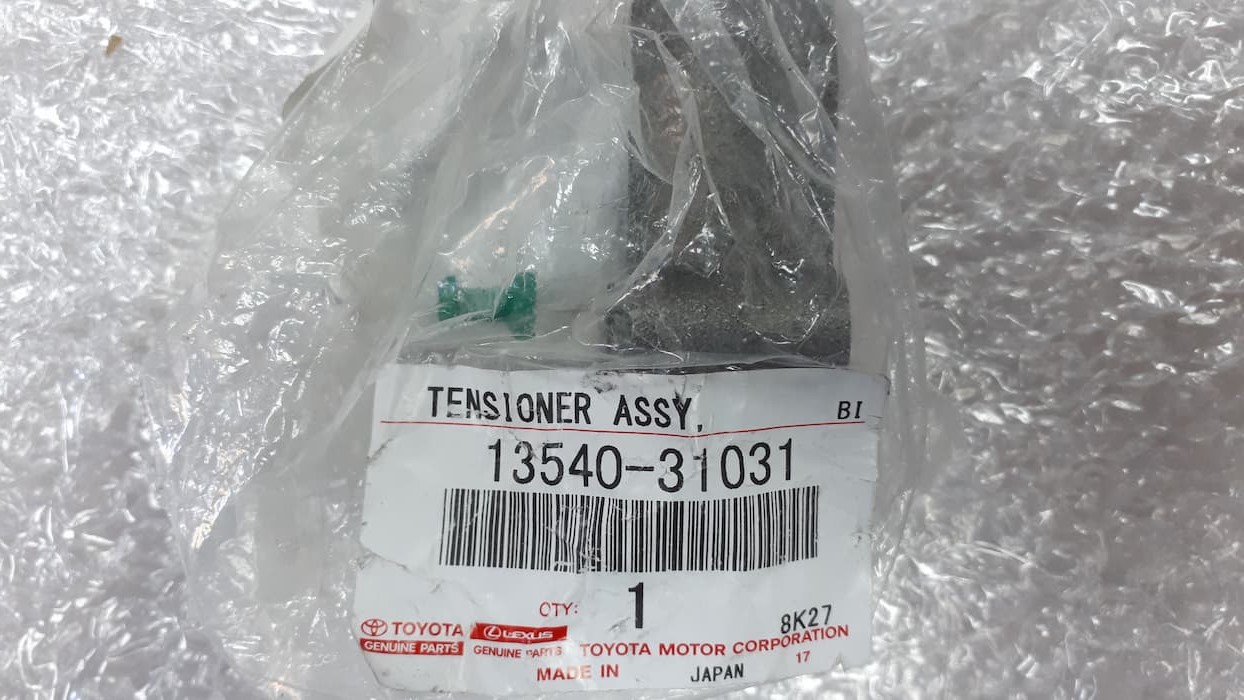 TENSIONER ASSY, BI
13540-31031
QTY: 1
8K27
TOYOTA LEXUS TOYOTA MOTOR CORPORATION
GENUINE PARTS GENUINE PARTS 17
MADE IN JAPAN